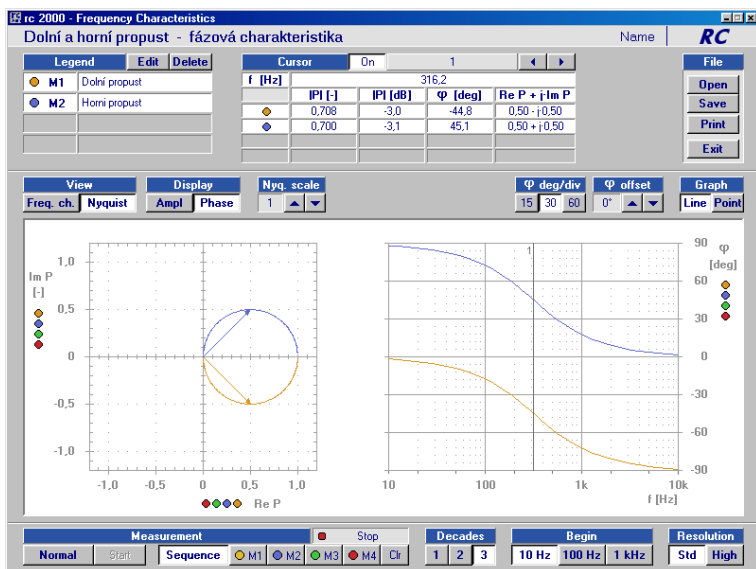 rc 2000 - Frequency Characteristics
Dolní a horní propust - fázová charakteristika Name RC
Legend Edit Delete
M1 Dolní propust
M2 Horni propust
Cursor On 1
f [Hz] 316,2
|P| [-] |P| [dB] φ [deg] Re P + j·Im P
0,708 -3,0 -44,8 0,50 - j·0,50
0,700 -3,1 45,1 0,50 + j·0,50
File
Open
Save
Print
Exit
View Display Nyq. scale φ deg/div φ offset Graph
Freq. ch. Nyquist Ampl Phase 1 15 30 60 0° Line Point
Im P
[-]
1,0
0,5
0
-0,5
-1,0
-1,0 -0,5 0 0,5 1,0
Re P
1
90
60
30
0
-30
-60
-90
φ
[deg]
10 100 1k 10k
f [Hz]
Measurement Stop Decades Begin Resolution
Normal Start Sequence M1 M2 M3 M4 Clr 1 2 3 10 Hz 100 Hz 1 kHz Std High